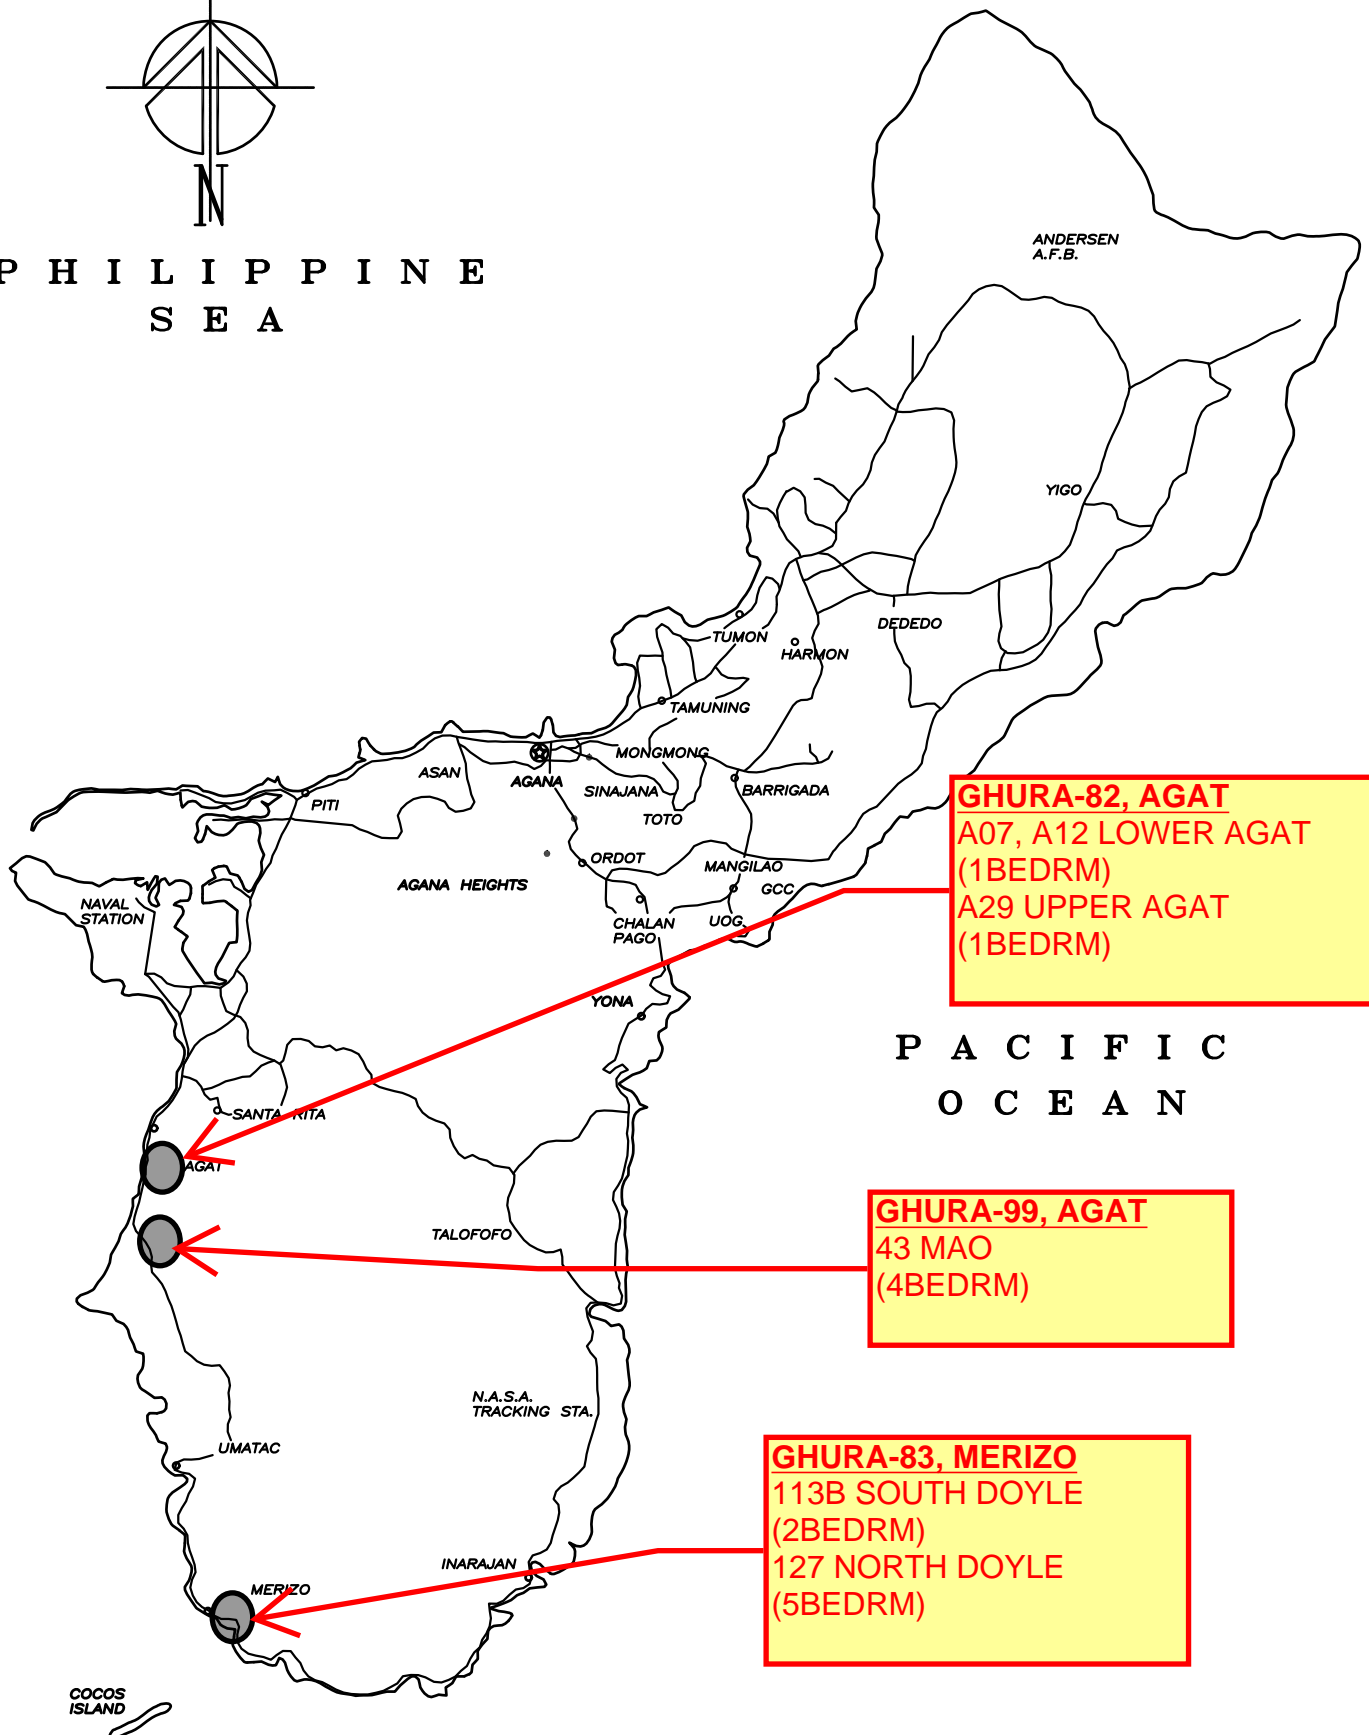 N
PHILIPPINE
SEA
ANDERSEN
A.F.B.
YIGO
DEDEDO
TUMON
HARMON
TAMUNING
MONGMONG
ASAN
AGANA
SINAJANA
BARRIGADA
PITI
TOTO
GHURA-82, AGAT
A07, A12 LOWER AGAT
(1BEDRM)
A29 UPPER AGAT
(1BEDRM)
ORDOT
MANGILAO
AGANA HEIGHTS
GCC
NAVAL
STATION
CHALAN
PAGO
UOG
YONA
PACIFIC
OCEAN
SANTA RITA
AGAT
GHURA-99, AGAT
43 MAO
(4BEDRM)
TALOFOFO
N.A.S.A.
TRACKING STA.
UMATAC
GHURA-83, MERIZO
113B SOUTH DOYLE
(2BEDRM)
127 NORTH DOYLE
(5BEDRM)
INARAJAN
MERIZO
COCOS
ISLAND